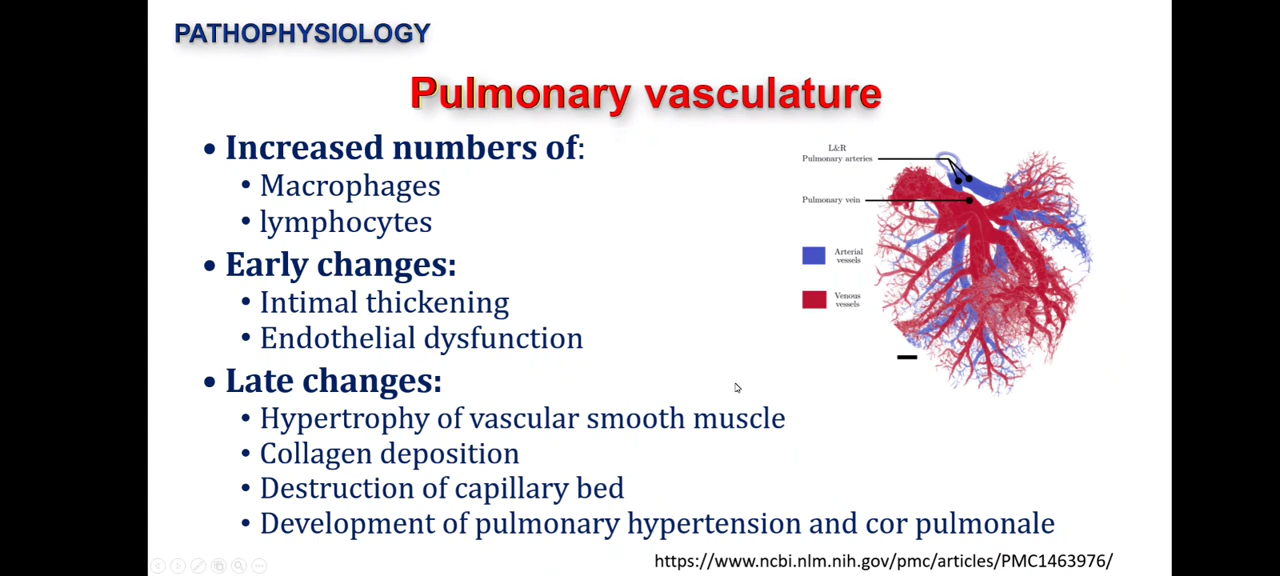 PATHOPHYSIOLOGY
Pulmonary vasculature
• Increased numbers of:
• Macrophages
• lymphocytes
• Early changes:
• Intimal thickening
• Endothelial dysfunction
• Late changes:
• Hypertrophy of vascular smooth muscle
• Collagen deposition
• Destruction of capillary bed
• Development of pulmonary hypertension and cor pulmonale
L&R
Pulmonary arteries
Pulmonary vein
Arterial
vessels
Venous
vessels
https://www.ncbi.nlm.nih.gov/pmc/articles/PMC1463976/